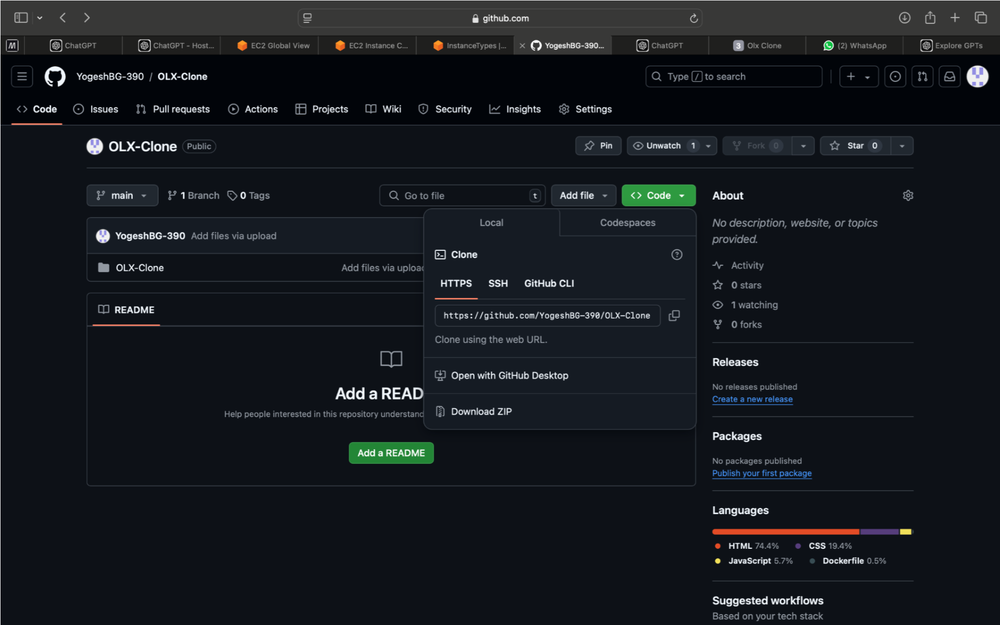 github.com
M
ChatGPT
ChatGPT - Host...
EC2 Global View
EC2 Instance C...
InstanceTypes |...
YogeshBG-390...
ChatGPT
3 Olx Clone
(2) WhatsApp
Explore GPTs
YogeshBG-390 / OLX-Clone
Type / to search
Code
Issues
Pull requests
Actions
Projects
Wiki
Security
Insights
Settings
OLX-Clone Public
Pin
Unwatch 1
Fork 0
Star 0
main
1 Branch
0 Tags
Go to file t
Add file
Code
YogeshBG-390 Add files via upload
OLX-Clone Add files via upload
README
Add a READ
Help people interested in this repository understand
Add a README
Local
Codespaces
Clone
HTTPS
SSH
GitHub CLI
https://github.com/YogeshBG-390/OLX-Clone
Clone using the web URL.
Open with GitHub Desktop
Download ZIP
About
No description, website, or topics
provided.
Activity
0 stars
1 watching
0 forks
Releases
No releases published
Create a new release
Packages
No packages published
Publish your first package
Languages
HTML 74.4% CSS 19.4%
JavaScript 5.7% Dockerfile 0.5%
Suggested workflows
Based on your tech stack